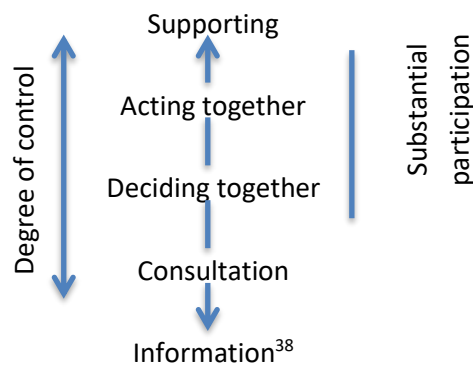 Supporting
Acting together
Deciding together
Consultation
Information³⁸
Degree of control
Substantial
participation